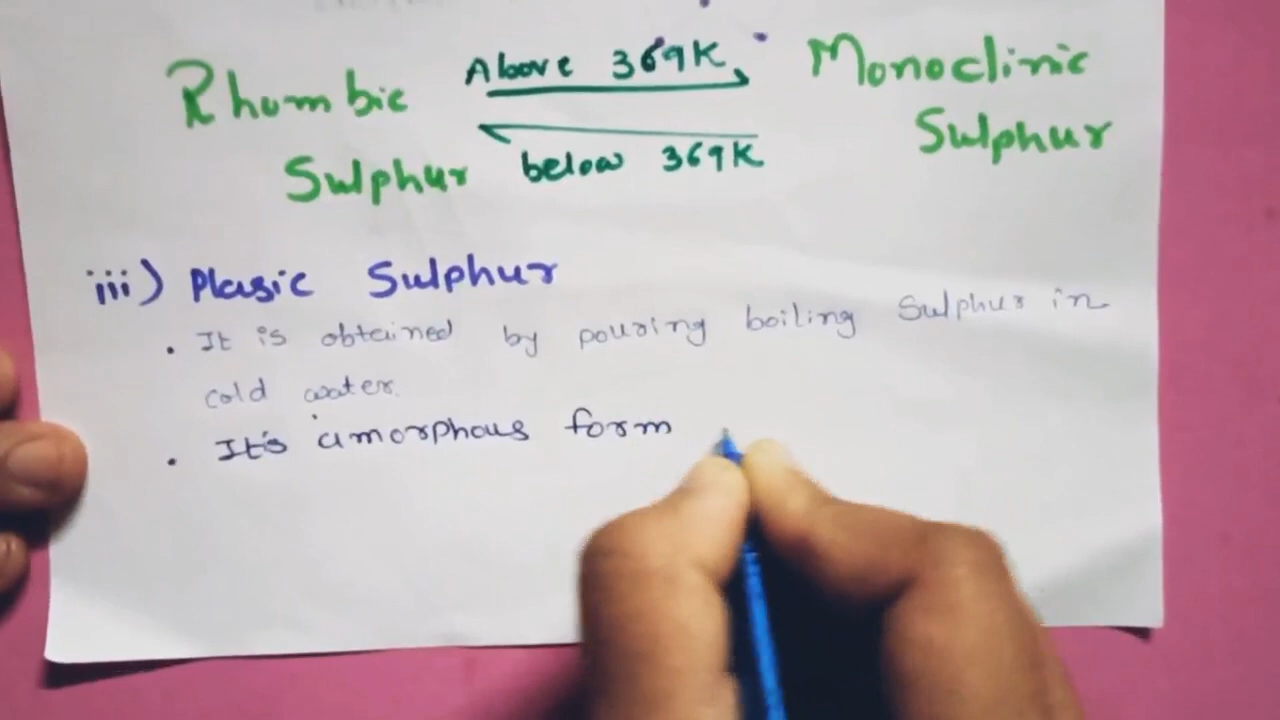 Rhombic Above 369K Monoclinic
Sulphur below 369K Sulphur
iii) Plasic Sulphur
. It is obtained by pouring boiling Sulphur in
cold water.
. It's amorphous form